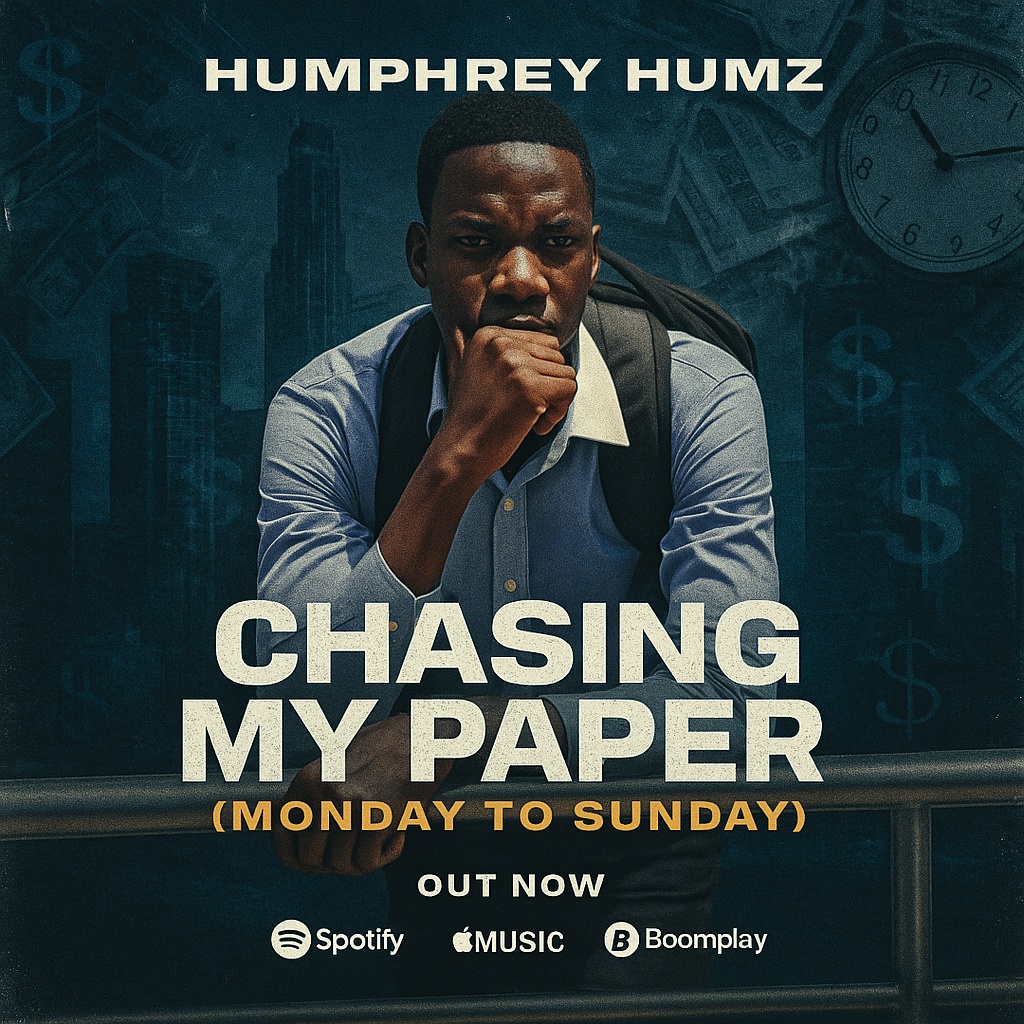 HUMPHREY HUMZ
CHASING
MY PAPER
(MONDAY TO SUNDAY)
OUT NOW
Spotify MUSIC B Boomplay